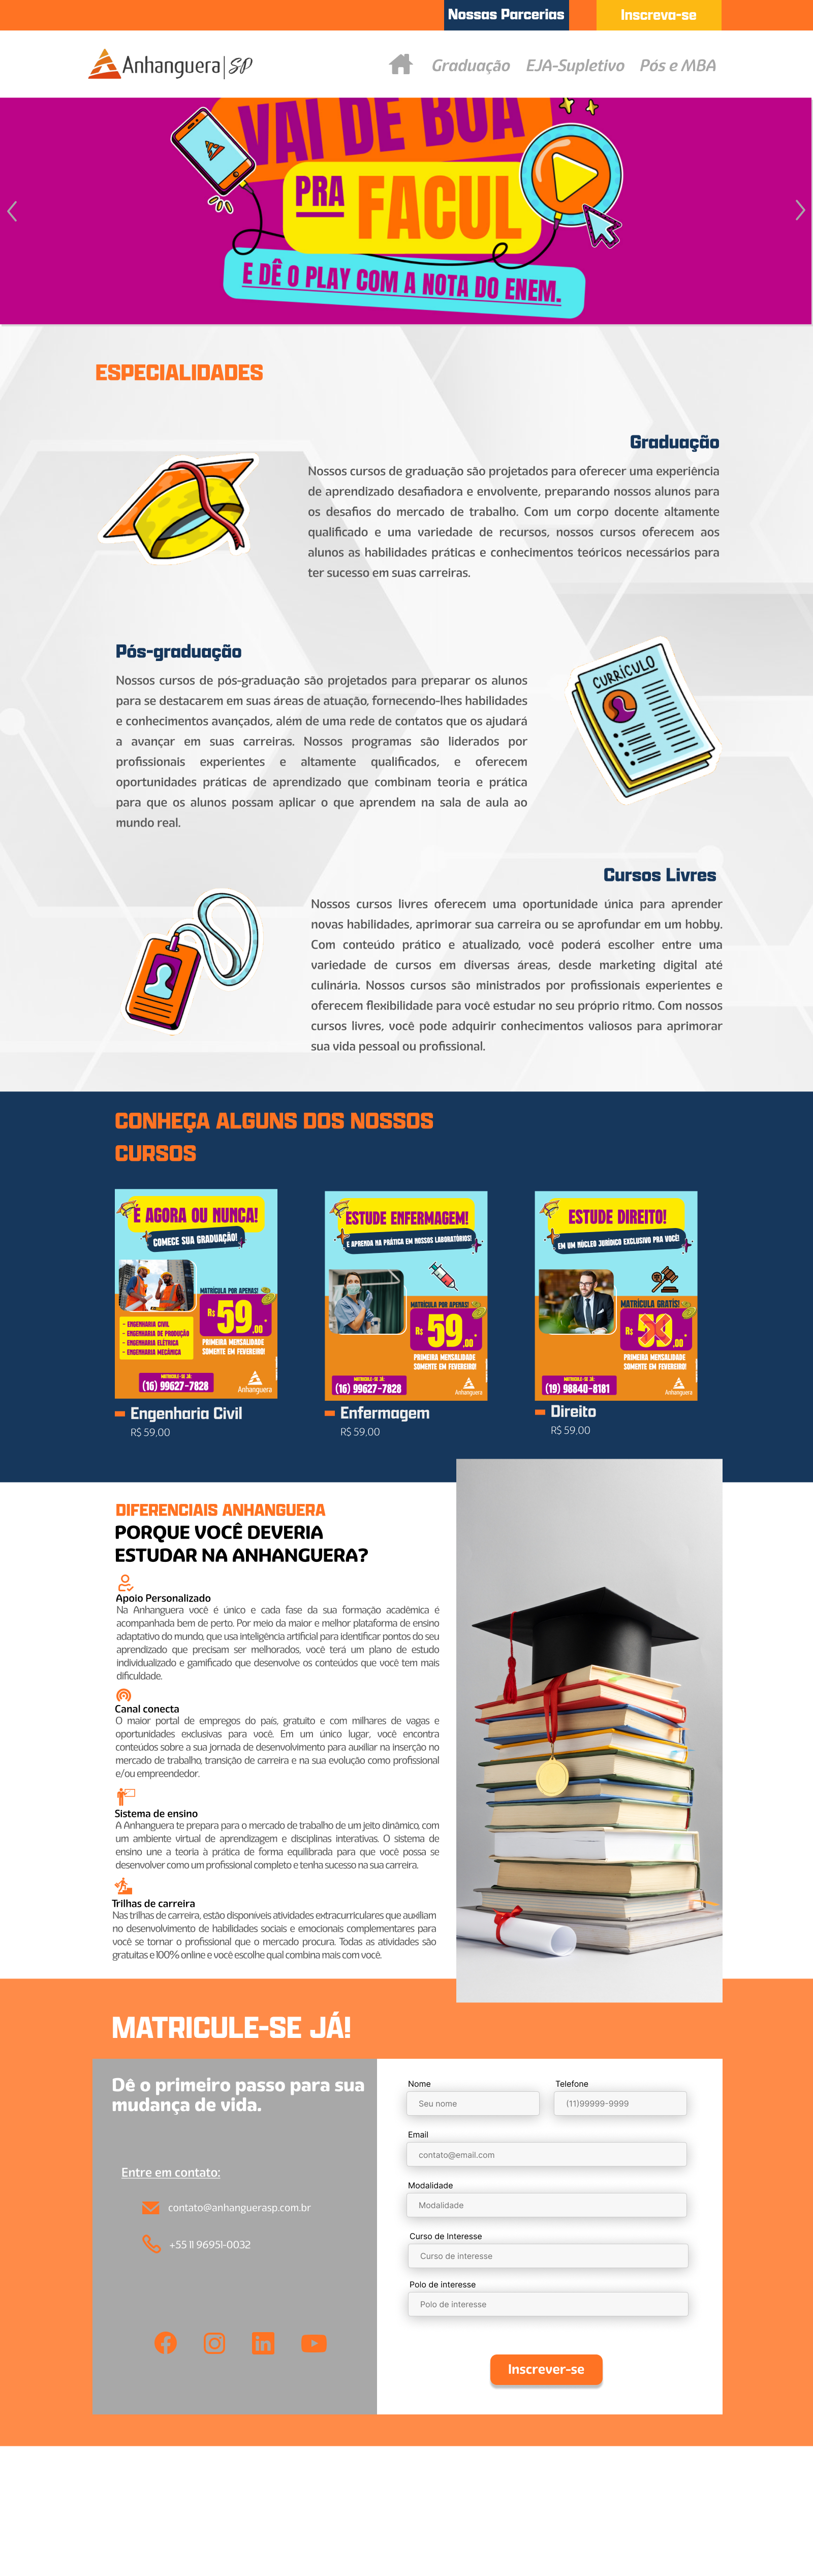 Nossas Parcerias
Inscreva-se
Anhanguera|SP
Graduação EJA-Supletivo Pós e MBA
VAI DE BOA
PRA FACUL
E DÊ O PLAY COM A NOTA DO ENEM.
ESPECIALIDADES
Graduação
Nossos cursos de graduação são projetados para oferecer uma experiência
de aprendizado desafiadora e envolvente, preparando nossos alunos para
os desafios do mercado de trabalho. Com um corpo docente altamente
qualificado e uma variedade de recursos, nossos cursos oferecem aos
alunos as habilidades práticas e conhecimentos teóricos necessários para
ter sucesso em suas carreiras.
Pós-graduação
Nossos cursos de pós-graduação são projetados para preparar os alunos
para se destacarem em suas áreas de atuação, fornecendo-lhes habilidades
e conhecimentos avançados, além de uma rede de contatos que os ajudará
a avançar em suas carreiras. Nossos programas são liderados por
profissionais experientes e altamente qualificados, e oferecem
oportunidades práticas de aprendizado que combinam teoria e prática
para que os alunos possam aplicar o que aprendem na sala de aula ao
mundo real.
CURRÍCULO
Cursos Livres
Nossos cursos livres oferecem uma oportunidade única para aprender
novas habilidades, aprimorar sua carreira ou se aprofundar em um hobby.
Com conteúdo prático e atualizado, você poderá escolher entre uma
variedade de cursos em diversas áreas, desde marketing digital até
culinária. Nossos cursos são ministrados por profissionais experientes e
oferecem flexibilidade para você estudar no seu próprio ritmo. Com nossos
cursos livres, você pode adquirir conhecimentos valiosos para aprimorar
sua vida pessoal ou profissional.
CONHEÇA ALGUNS DOS NOSSOS
CURSOS
É AGORA OU NUNCA!
COMECE SUA GRADUAÇÃO!
MATRÍCULA POR APENAS!
R$ 59,00
- ENGENHARIA CIVIL
- ENGENHARIA DE PRODUÇÃO
- ENGENHARIA ELÉTRICA
- ENGENHARIA MECÂNICA
PRIMEIRA MENSALIDADE
SOMENTE EM FEVEREIRO!
MATRICULE-SE JÁ:
(16) 99627-7828
Anhanguera
Engenharia Civil
R$ 59,00
ESTUDE ENFERMAGEM!
E APRENDA NA PRÁTICA EM NOSSOS LABORATÓRIOS!
MATRÍCULA POR APENAS!
R$ 59,00
PRIMEIRA MENSALIDADE
SOMENTE EM FEVEREIRO!
MATRICULE-SE JÁ:
(16) 99627-7828
Anhanguera
Enfermagem
R$ 59,00
ESTUDE DIREITO!
EM UM NÚCLEO JURÍDICO EXCLUSIVO PRA VOCÊ!
MATRÍCULA GRÁTIS!
R$ ,00
PRIMEIRA MENSALIDADE
SOMENTE EM FEVEREIRO!
MATRICULE-SE JÁ:
(19) 98840-8181
Anhanguera
Direito
R$ 59,00
DIFERENCIAIS ANHANGUERA
PORQUE VOCÊ DEVERIA
ESTUDAR NA ANHANGUERA?
Apoio Personalizado
Na Anhanguera você é único e cada fase da sua formação acadêmica é
acompanhada bem de perto. Por meio da maior e melhor plataforma de ensino
adaptativo do mundo, que usa inteligência artificial para identificar pontos do seu
aprendizado que precisam ser melhorados, você terá um plano de estudo
individualizado e gamificado que desenvolve os conteúdos que você tem mais
dificuldade.
Canal conecta
O maior portal de empregos do país, gratuito e com milhares de vagas e
oportunidades exclusivas para você. Em um único lugar, você encontra
conteúdos sobre a sua jornada de desenvolvimento para auxiliar na inserção no
mercado de trabalho, transição de carreira e na sua evolução como profissional
e/ou empreendedor.
Sistema de ensino
A Anhanguera te prepara para o mercado de trabalho de um jeito dinâmico, com
um ambiente virtual de aprendizagem e disciplinas interativas. O sistema de
ensino une a teoria à prática de forma equilibrada para que você possa se
desenvolver como um profissional completo e tenha sucesso na sua carreira.
Trilhas de carreira
Nas trilhas de carreira, estão disponíveis atividades extracurriculares que auxiliam
no desenvolvimento de habilidades sociais e emocionais complementares para
você se tornar o profissional que o mercado procura. Todas as atividades são
gratuitas e 100% online e você escolhe qual combina mais com você.
MATRICULE-SE JÁ!
Dê o primeiro passo para sua
mudança de vida.
Entre em contato:
contato@anhanguerasp.com.br
+55 11 96951-0032
Nome
Telefone
Seu nome
(11)99999-9999
Email
contato@email.com
Modalidade
Modalidade
Curso de Interesse
Curso de interesse
Polo de interesse
Polo de interesse
Inscrever-se